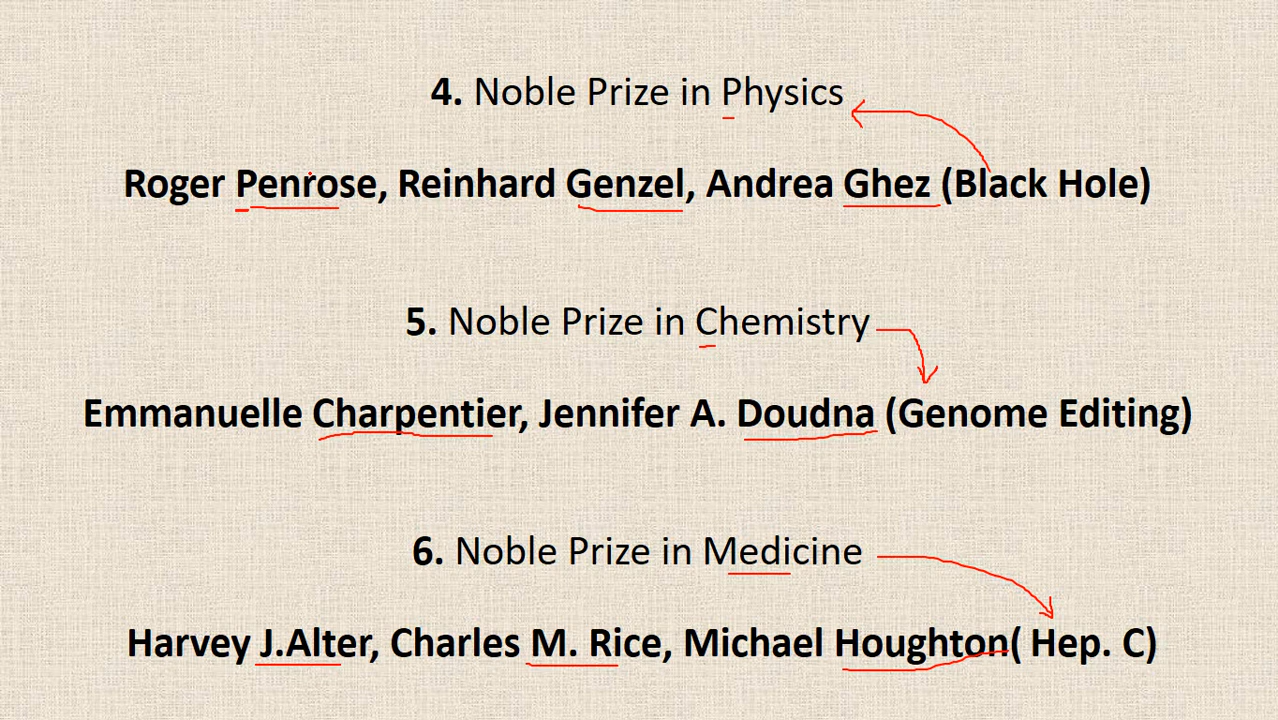 4. Noble Prize in Physics
Roger Penrose, Reinhard Genzel, Andrea Ghez (Black Hole)
5. Noble Prize in Chemistry
Emmanuelle Charpentier, Jennifer A. Doudna (Genome Editing)
6. Noble Prize in Medicine
Harvey J.Alter, Charles M. Rice, Michael Houghton( Hep. C)